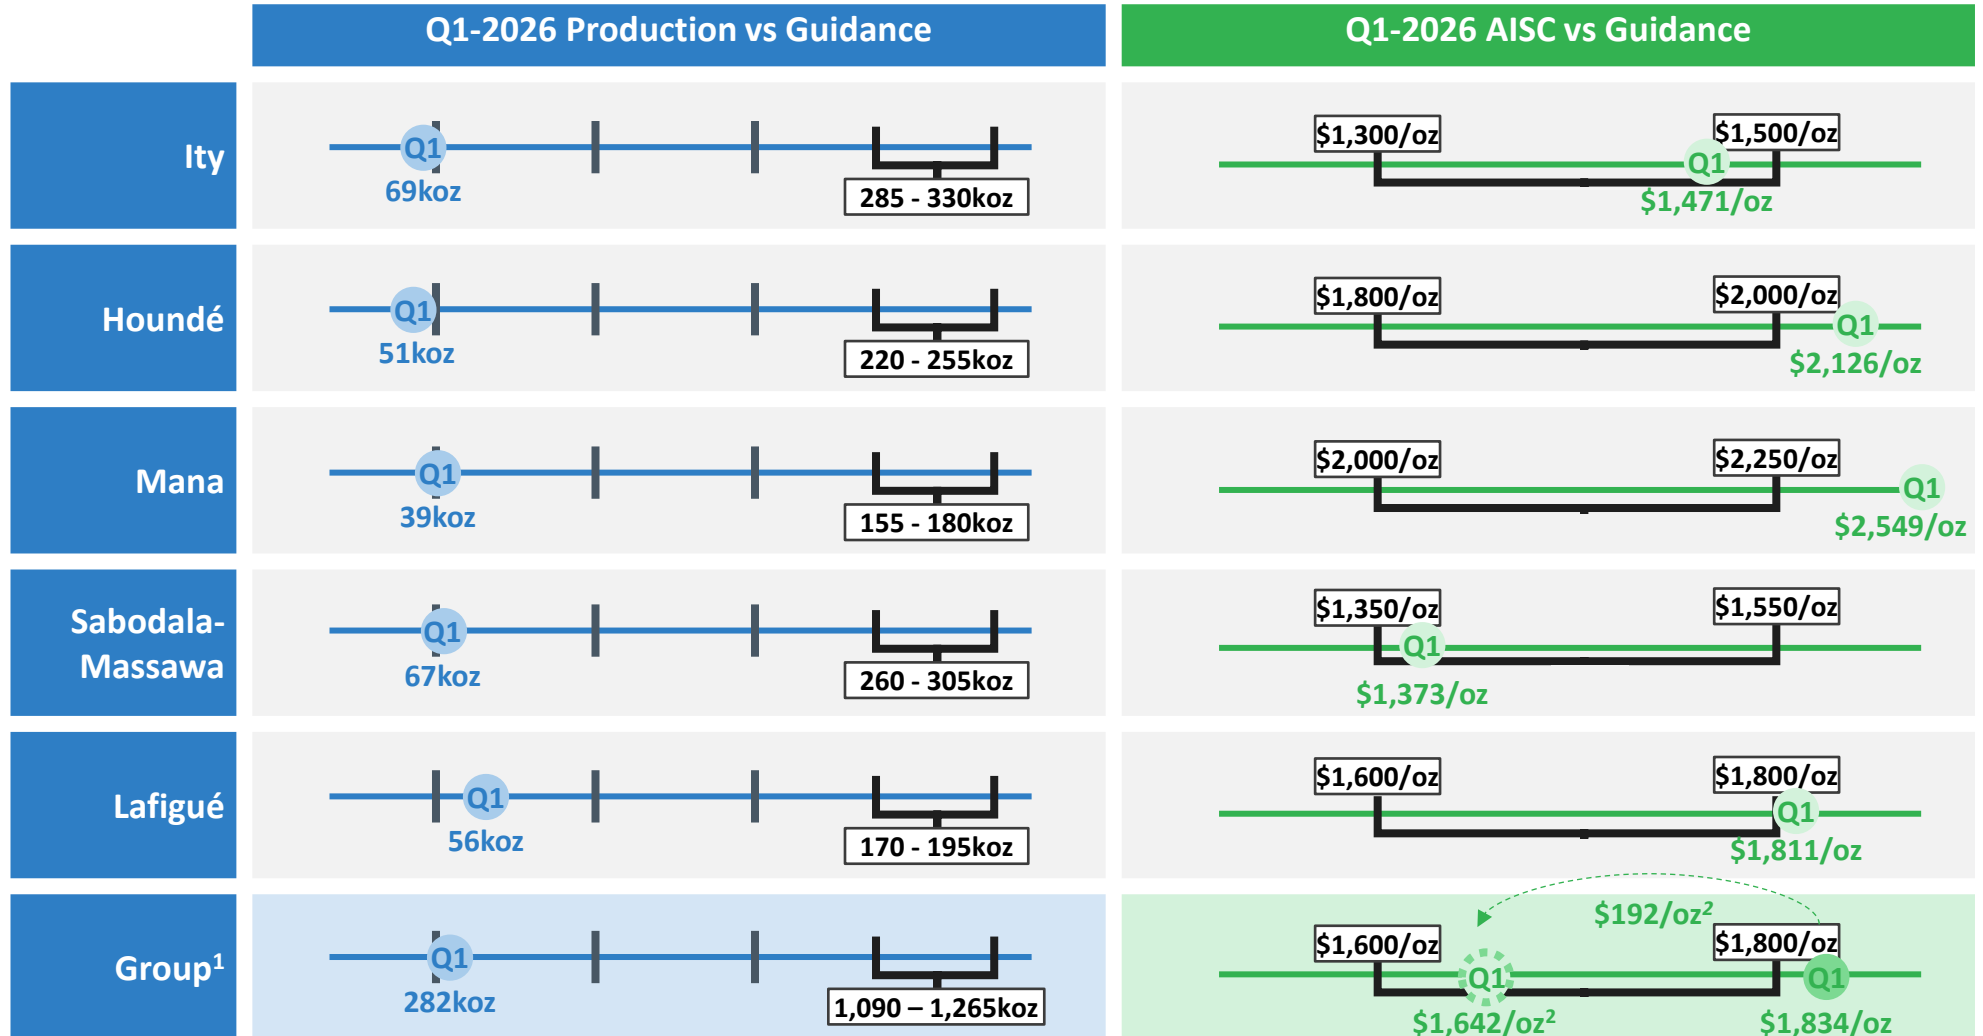 Q1-2026 Production vs Guidance
Q1-2026 AISC vs Guidance
Ity
Q1
69koz
285 - 330koz
$1,300/oz
$1,500/oz
Q1
$1,471/oz
Houndé
Q1
51koz
220 - 255koz
$1,800/oz
$2,000/oz
Q1
$2,126/oz
Mana
Q1
39koz
155 - 180koz
$2,000/oz
$2,250/oz
Q1
$2,549/oz
Sabodala-
Massawa
Q1
67koz
260 - 305koz
$1,350/oz
$1,550/oz
Q1
$1,373/oz
Lafigué
Q1
56koz
170 - 195koz
$1,600/oz
$1,800/oz
Q1
$1,811/oz
Group¹
Q1
282koz
1,090 – 1,265koz
$192/oz²
$1,600/oz
$1,800/oz
Q1
Q1
$1,642/oz²
$1,834/oz